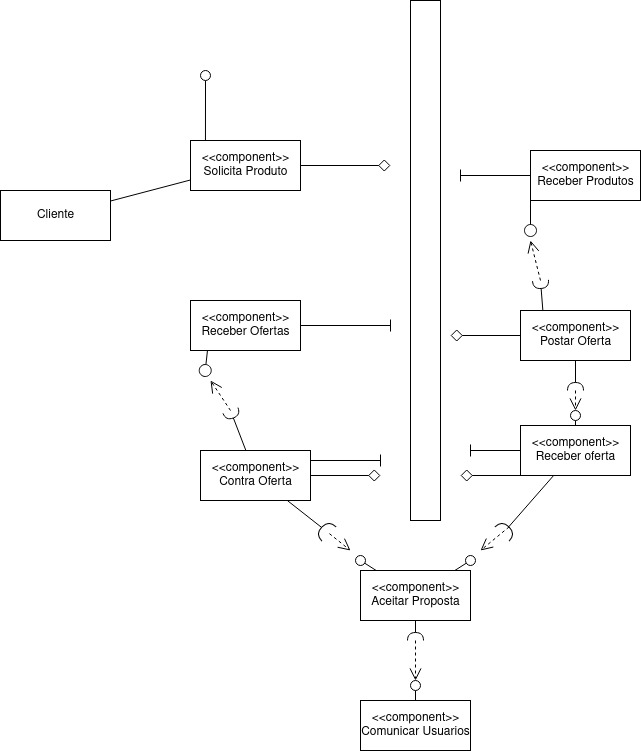 <<component>>
Solicita Produto
<<component>>
Receber Produtos
Cliente
<<component>>
Receber Ofertas
<<component>>
Postar Oferta
<<component>>
Receber oferta
<<component>>
Contra Oferta
<<component>>
Aceitar Proposta
<<component>>
Comunicar Usuarios